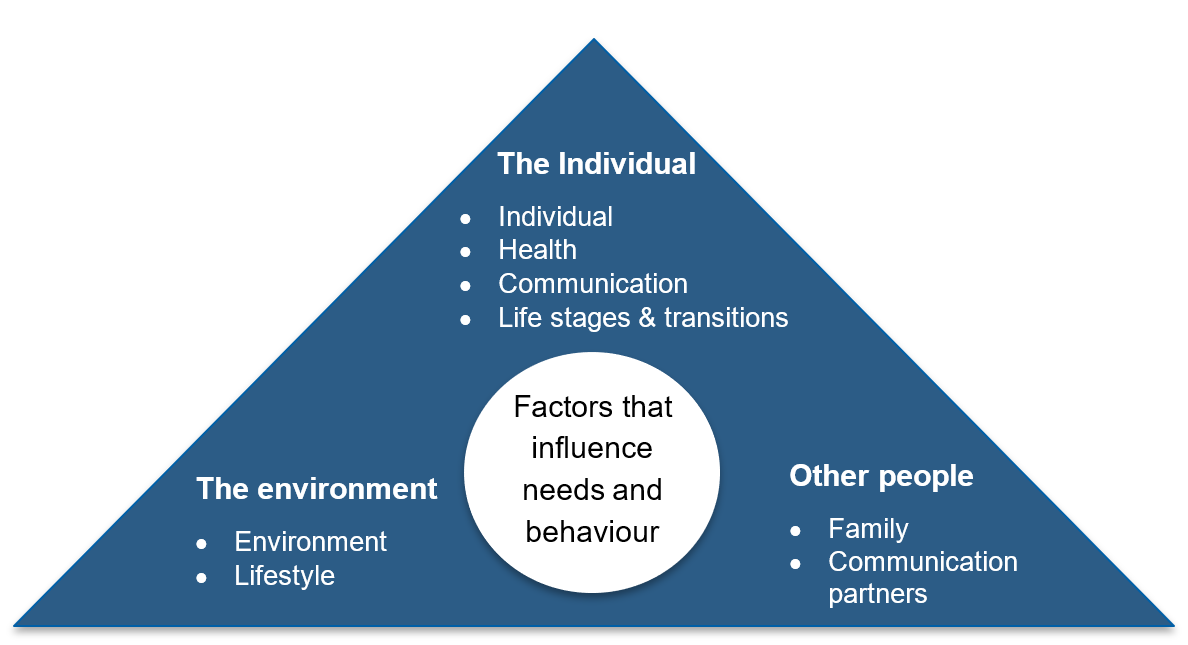 The Individual
• Individual
• Health
• Communication
• Life stages & transitions
Factors that
influence
needs and
behaviour
The environment
• Environment
• Lifestyle
Other people
• Family
• Communication
partners